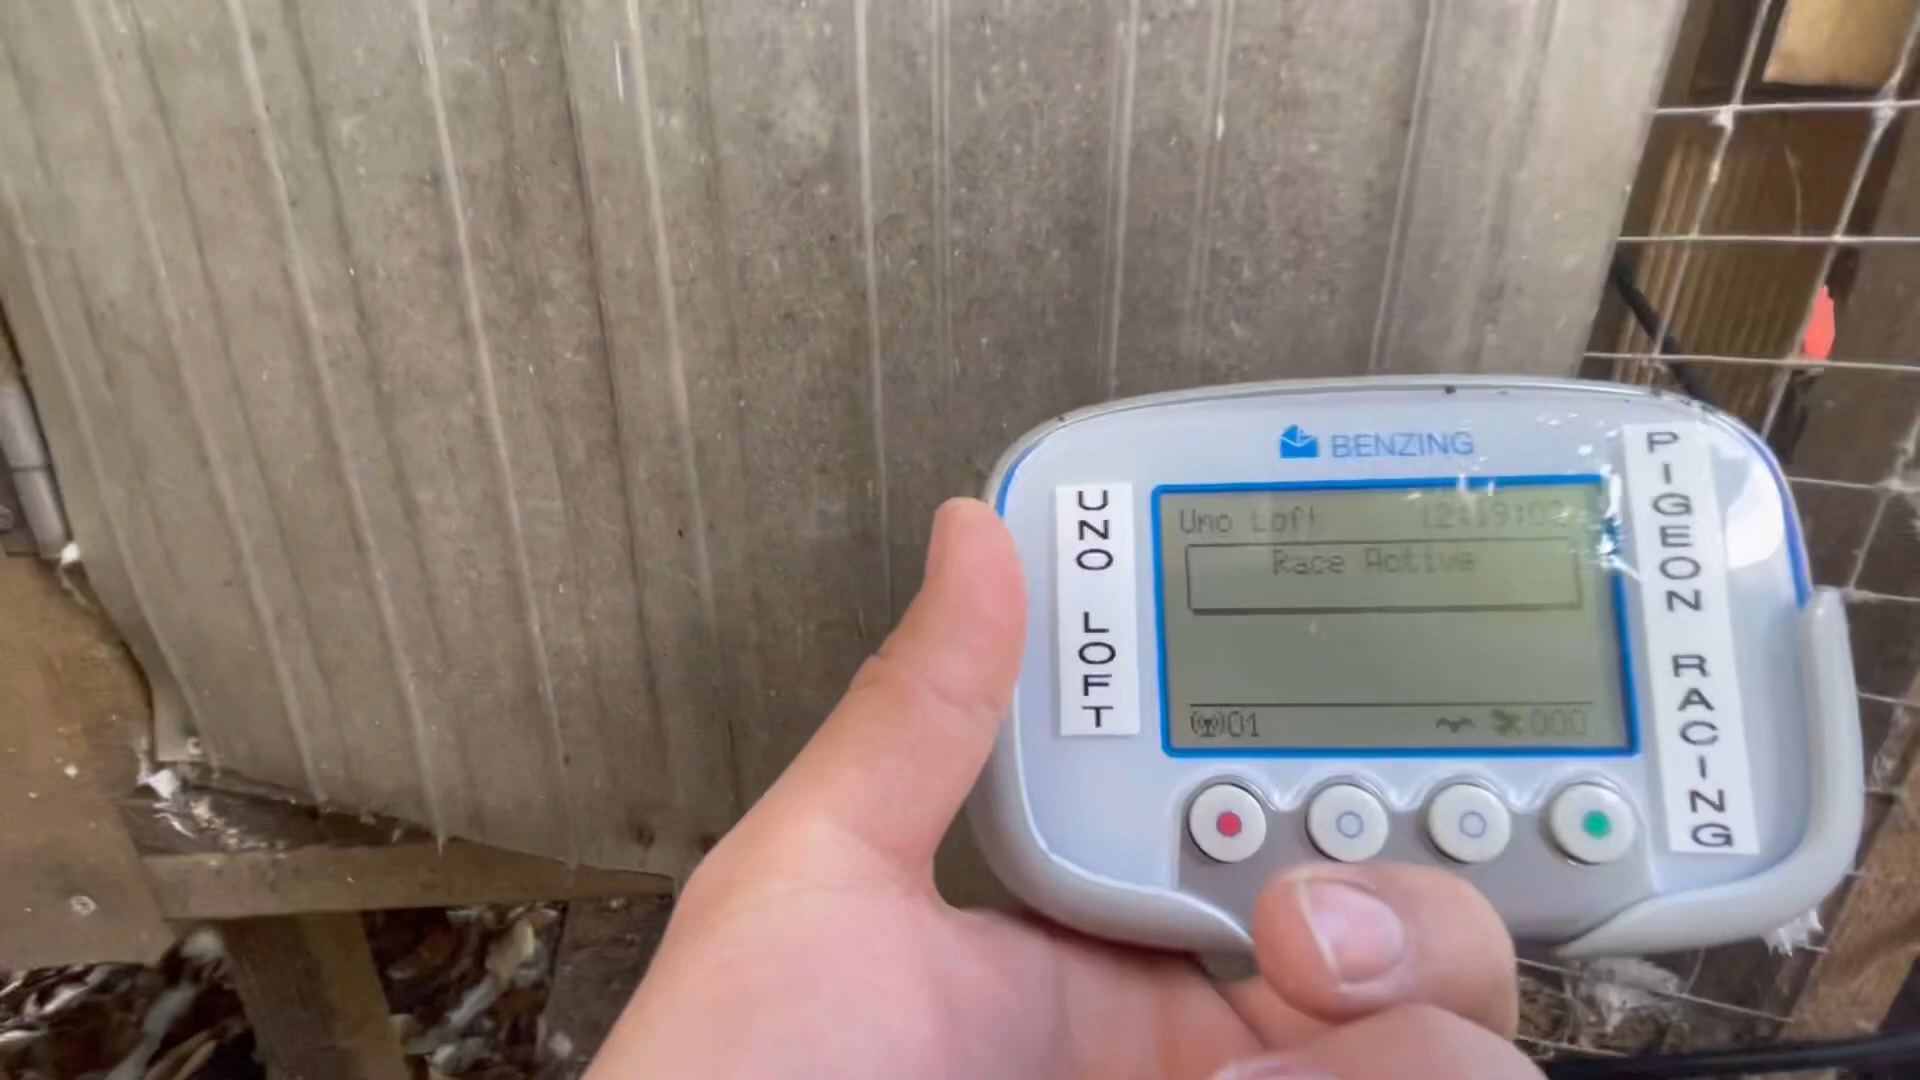 BENZING
UNO LOFT
Uno Loft
Race Active
01
000
PIGEON RACING